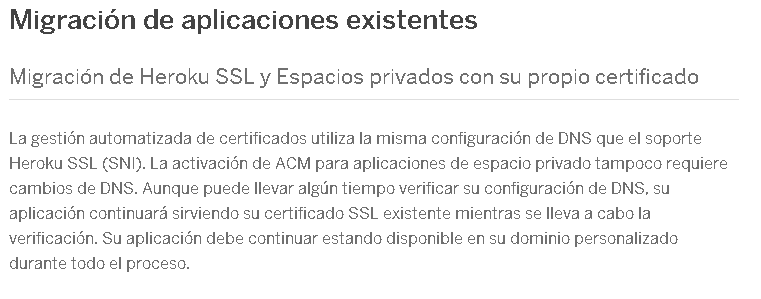 Migración de aplicaciones existentes
Migración de Heroku SSL y Espacios privados con su propio certificado
La gestión automatizada de certificados utiliza la misma configuración de DNS que el soporte
Heroku SSL (SNI). La activación de ACM para aplicaciones de espacio privado tampoco requiere
cambios de DNS. Aunque puede llevar algún tiempo verificar su configuración de DNS, su
aplicación continuará sirviendo su certificado SSL existente mientras se lleva a cabo la
verificación. Su aplicación debe continuar estando disponible en su dominio personalizado
durante todo el proceso.